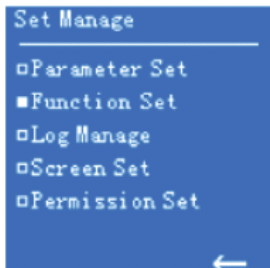 Set Manage
Parameter Set
Function Set
Log Manage
Screen Set
Permission Set